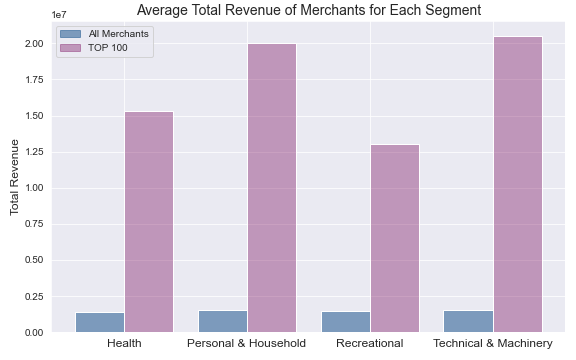 Average Total Revenue of Merchants for Each Segment
1e7
All Merchants
TOP 100
Total Revenue
2.00
1.75
1.50
1.25
1.00
0.75
0.50
0.25
0.00
Health
Personal & Household
Recreational
Technical & Machinery